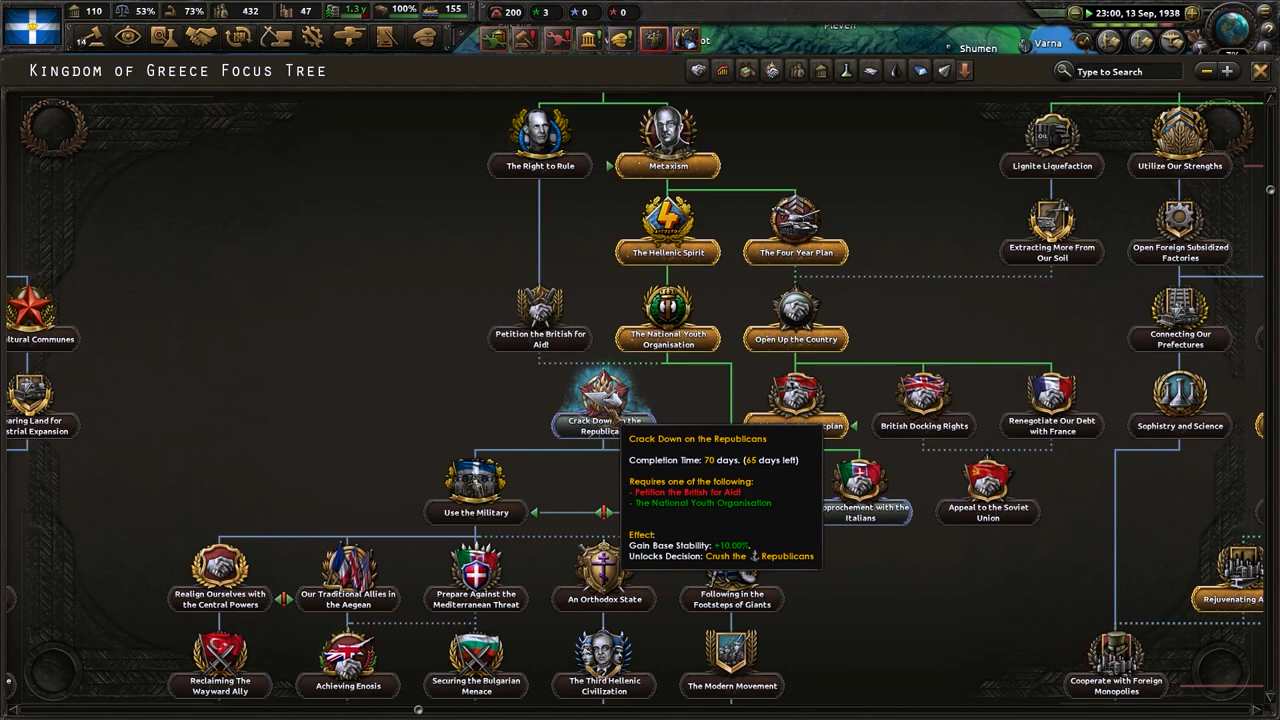 110 53% 73% 432 47 1.3 y 100% 155 200 3 0 0 23:00, 13 Sep, 1938
14
Shumen
Varna
KINGDOM OF GREECE FOCUS TREE
Type to Search
The Right to Rule
Metaxism
Lignite Liquefaction
Utilize Our Strengths
The Hellenic Spirit
The Four Year Plan
Extracting More From
Our Soil
Open Foreign Subsidized
Factories
ltural Communes
Petition the British for
Aid!
The National Youth
Organisation
Open Up the Country
Connecting Our
Prefectures
earing Land for
strial Expansion
Crack Down on the
Republica
British Docking Rights
Renegotiate Our Debt
with France
Sophistry and Science
Crack Down on the Republicans
Completion Time: 70 days. (65 days left)
Requires one of the following:
- Petition the British for Aid!
- The National Youth Organisation
Effect:
Gain Base Stability: +10.00%.
Unlocks Decision: Crush the Republicans
Use the Military
pprochement with the
Italians
Appeal to the Soviet
Union
Realign Ourselves with
the Central Powers
Our Traditional Allies in
the Aegean
Prepare Against the
Mediterranean Threat
An Orthodox State
Following in the
Footsteps of Giants
Rejuvenating A
Reclaiming The
Wayward Ally
Achieving Enosis
Securing the Bulgarian
Menace
The Third Hellenic
Civilization
The Modern Movement
Cooperate with Foreign
Monopolies